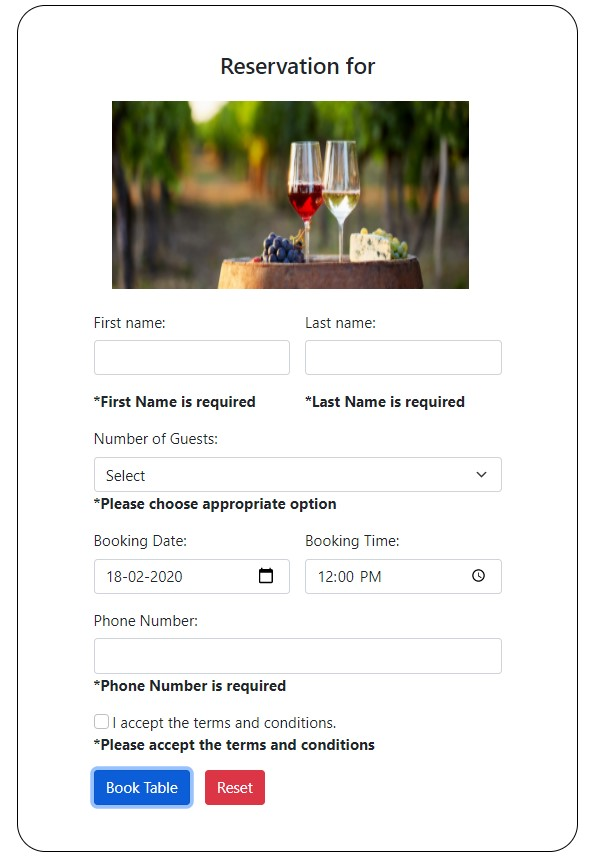 Reservation for
First name: Last name:
*First Name is required *Last Name is required
Number of Guests:
Select
*Please choose appropriate option
Booking Date: Booking Time:
18-02-2020 12:00 PM
Phone Number:
*Phone Number is required
I accept the terms and conditions.
*Please accept the terms and conditions
Book Table Reset